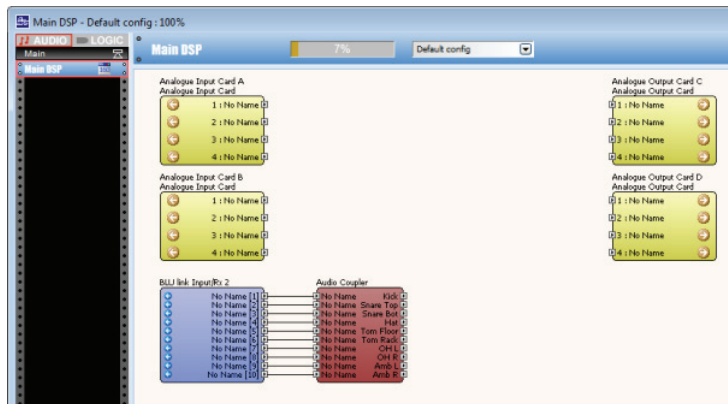 Main DSP - Default config : 100%
AUDIO LOGIC
Main
Main DSP
Main DSP 7% Default config
Analogue Input Card A
Analogue Input Card
1 : No Name
2 : No Name
3 : No Name
4 : No Name
Analogue Output Card C
Analogue Output Card
1 : No Name
2 : No Name
3 : No Name
4 : No Name
Analogue Input Card B
Analogue Input Card
1 : No Name
2 : No Name
3 : No Name
4 : No Name
Analogue Output Card D
Analogue Output Card
1 : No Name
2 : No Name
3 : No Name
4 : No Name
BLU link Input/Rx 2
No Name [1]
No Name [2]
No Name [3]
No Name [4]
No Name [5]
No Name [6]
No Name [7]
No Name [8]
No Name [9]
No Name [10]
Audio Coupler
No Name Kick
No Name Snare Top
No Name Snare Bot
No Name Hat
No Name Tom Floor
No Name Tom Rack
No Name OH L
No Name OH R
No Name Amb L
No Name Amb R